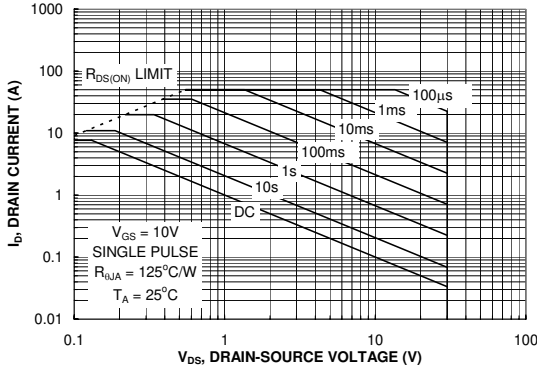 1000
100
10
1
0.1
0.01
I_D, DRAIN CURRENT (A)
R_DS(ON) LIMIT
100µs
1ms
10ms
100ms
1s
10s
DC
V_GS = 10V
SINGLE PULSE
R_θJA = 125°C/W
T_A = 25°C
0.1 1 10 100
V_DS, DRAIN-SOURCE VOLTAGE (V)